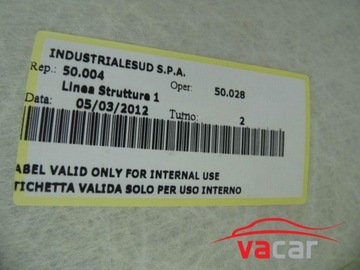 INDUSTRIALESUD S.P.A.
Rep.: 50.004 Oper: 50.028
Linea Strutture 1
Data: 05/03/2012 Turno: 2
ABEL VALID ONLY FOR INTERNAL USE
TICHETTA VALIDA SOLO PER USO INTERNO
vacar